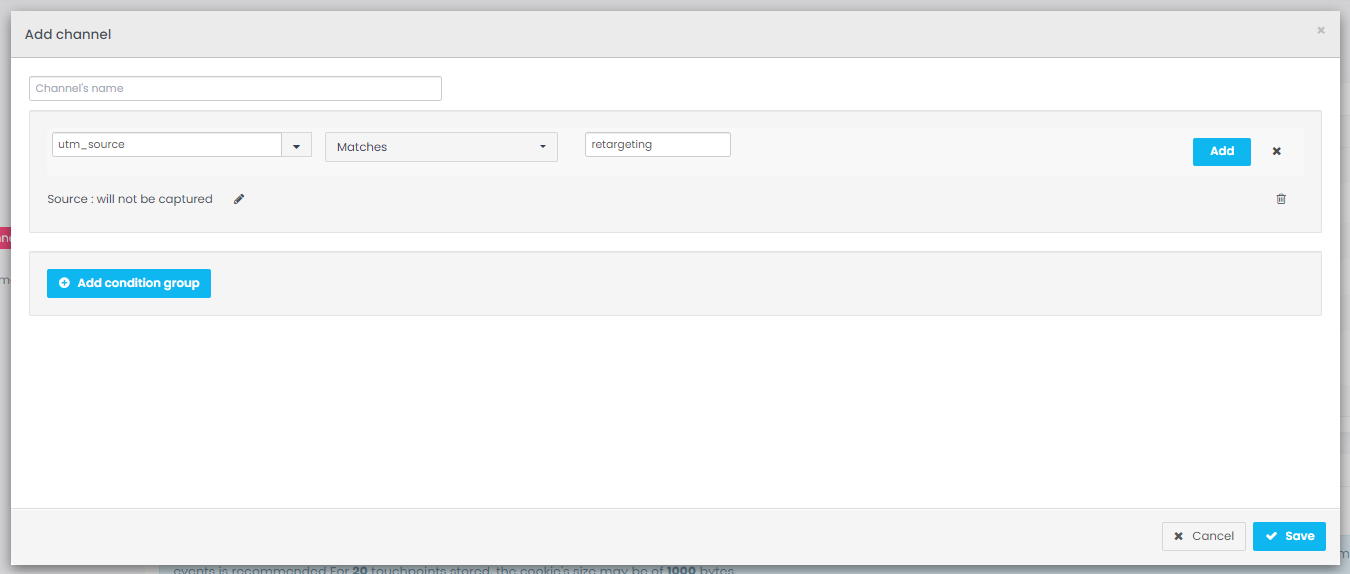 Add channel
Channel's name
utm_source
Matches
retargeting
Add
Source : will not be captured
Add condition group
Cancel
Save
events is recommended For 20 touchpoints stored, the cookie's size may be of 1000 bytes.